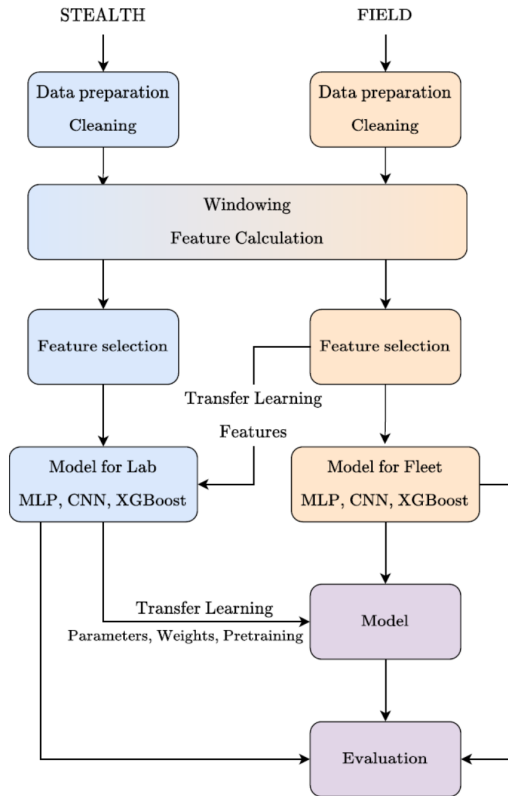 STEALTH
FIELD
Data preparation
Cleaning
Data preparation
Cleaning
Windowing
Feature Calculation
Feature selection
Feature selection
Transfer Learning
Features
Model for Lab
MLP, CNN, XGBoost
Model for Fleet
MLP, CNN, XGBoost
Transfer Learning
Parameters, Weights, Pretraining
Model
Evaluation